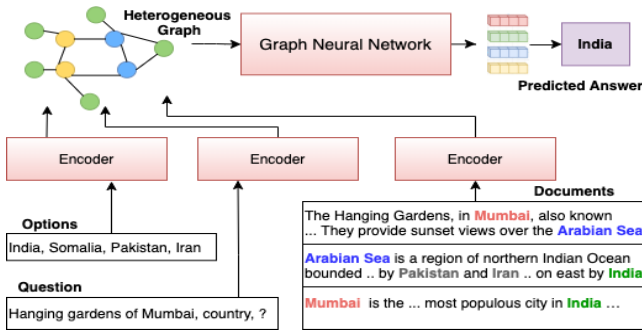 Heterogeneous
Graph
Graph Neural Network
India
Predicted Answer
Encoder
Encoder
Encoder
Documents
Options
India, Somalia, Pakistan, Iran
Question
Hanging gardens of Mumbai, country, ?
The Hanging Gardens, in Mumbai, also known
... They provide sunset views over the Arabian Sea
Arabian Sea is a region of northern Indian Ocean
bounded .. by Pakistan and Iran .. on east by India
Mumbai is the ... most populous city in India ...